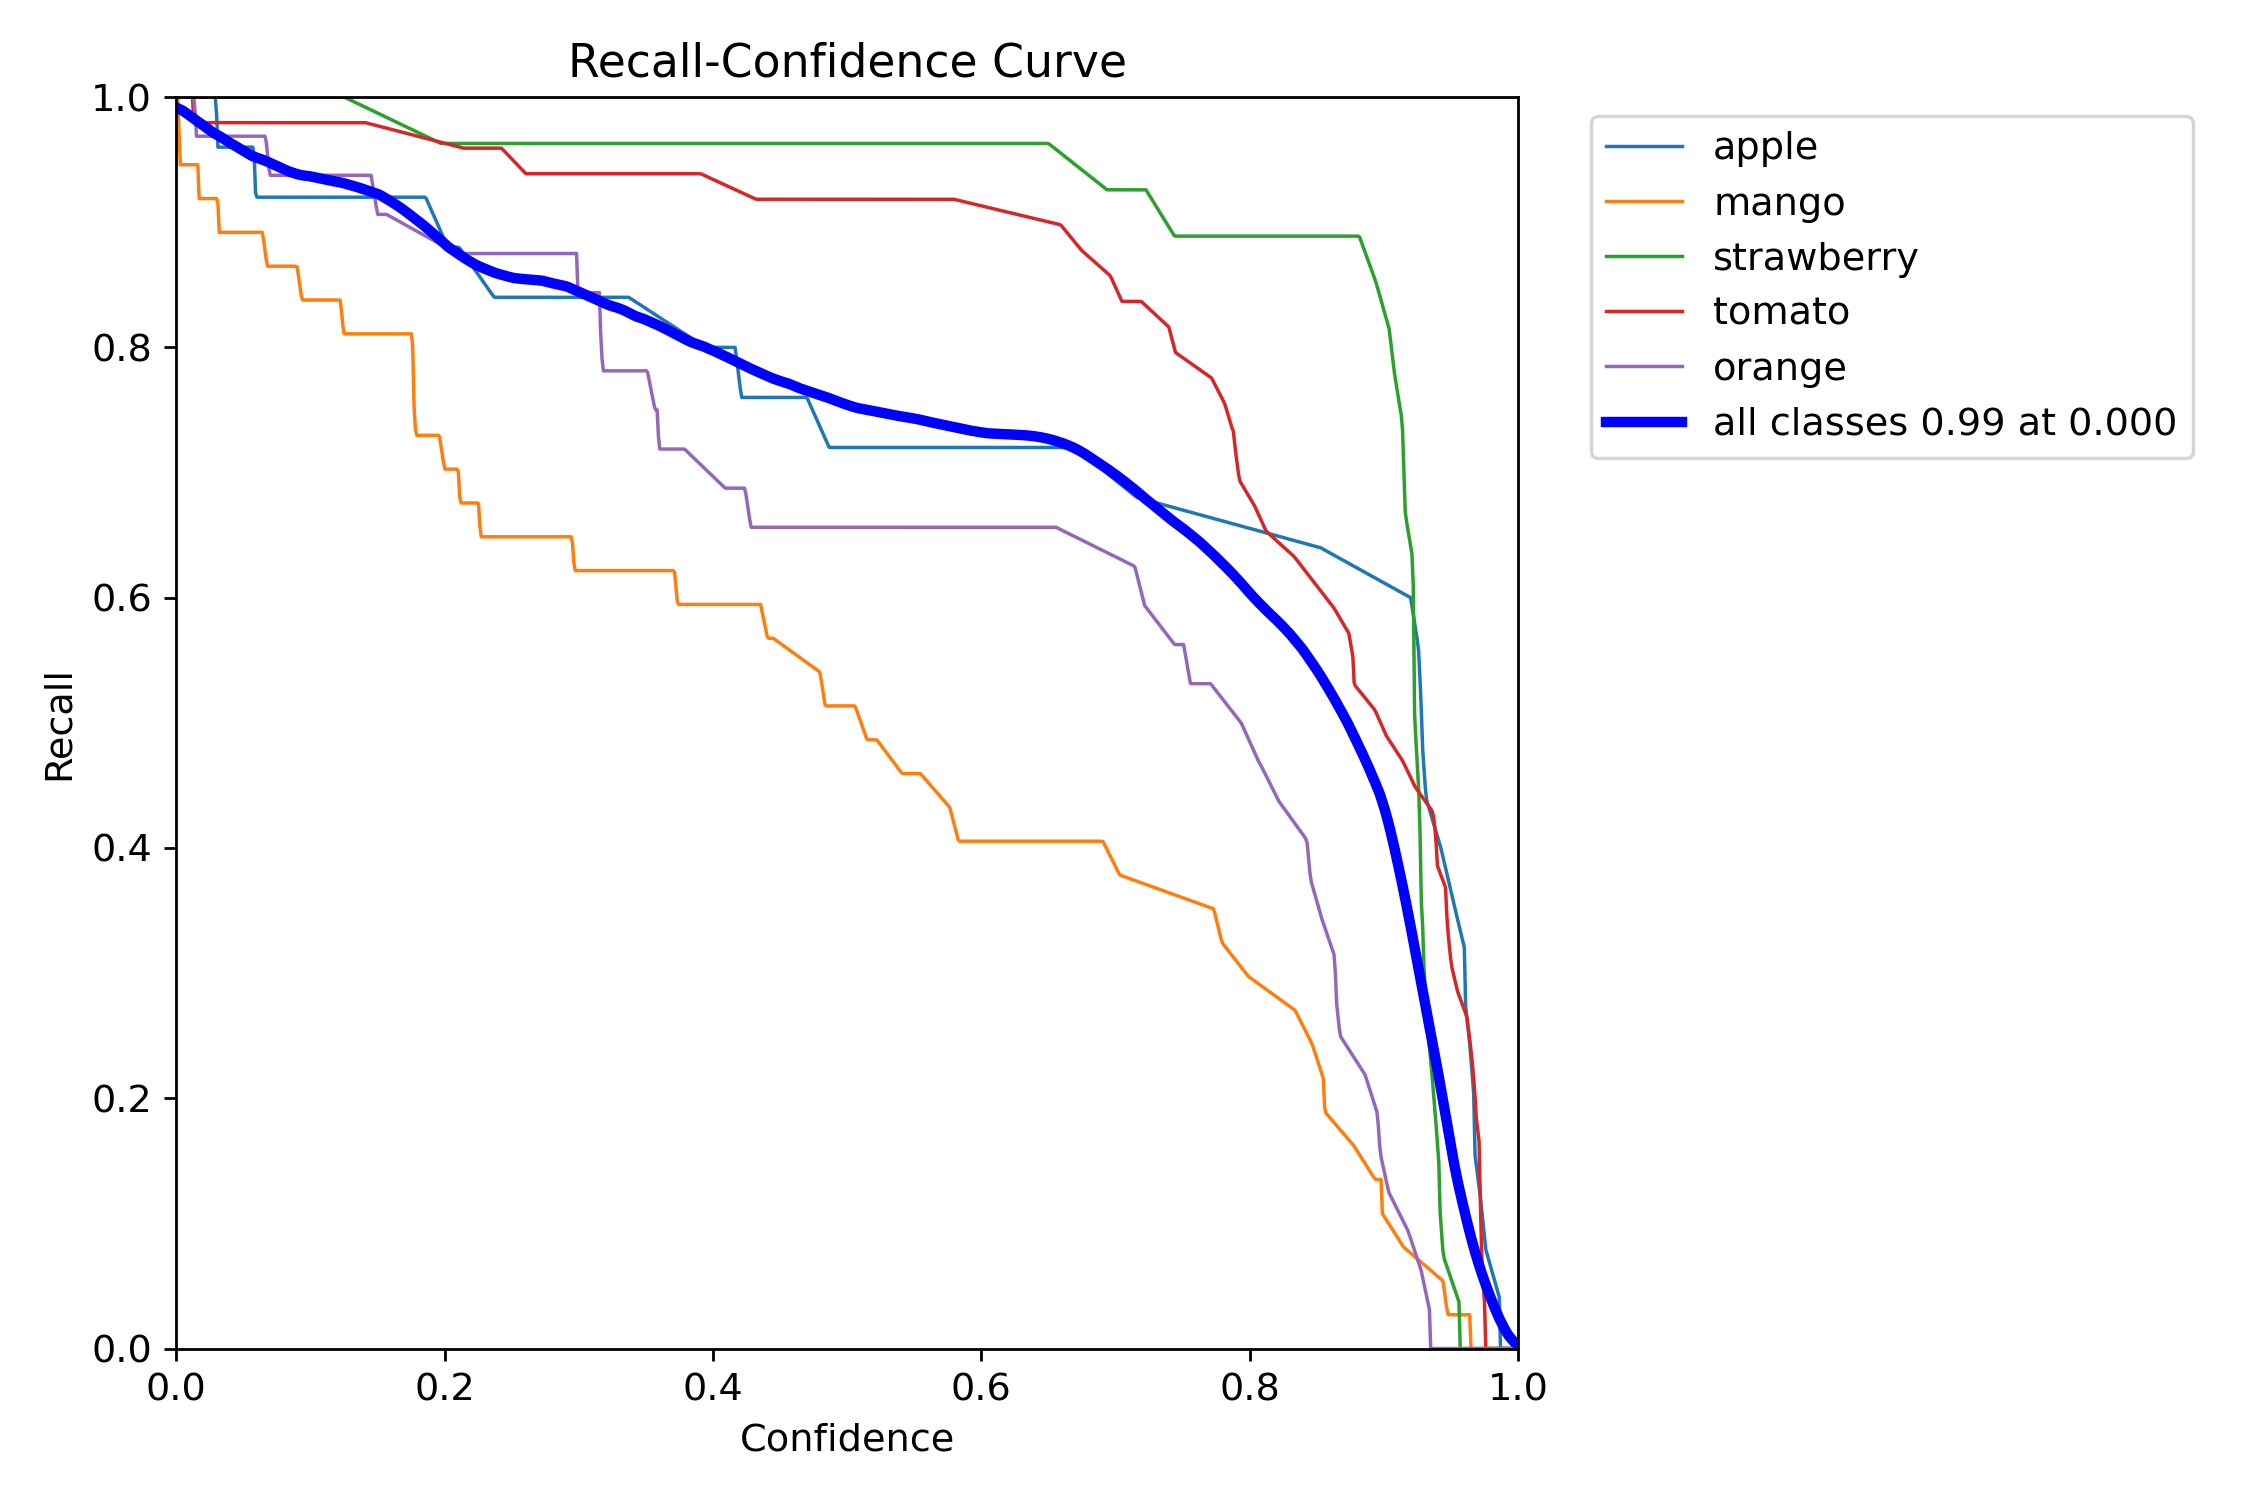 Recall-Confidence Curve
1.0
0.8
0.6
0.4
0.2
0.0
Recall
0.0 0.2 0.4 0.6 0.8 1.0
Confidence
apple
mango
strawberry
tomato
orange
all classes 0.99 at 0.000